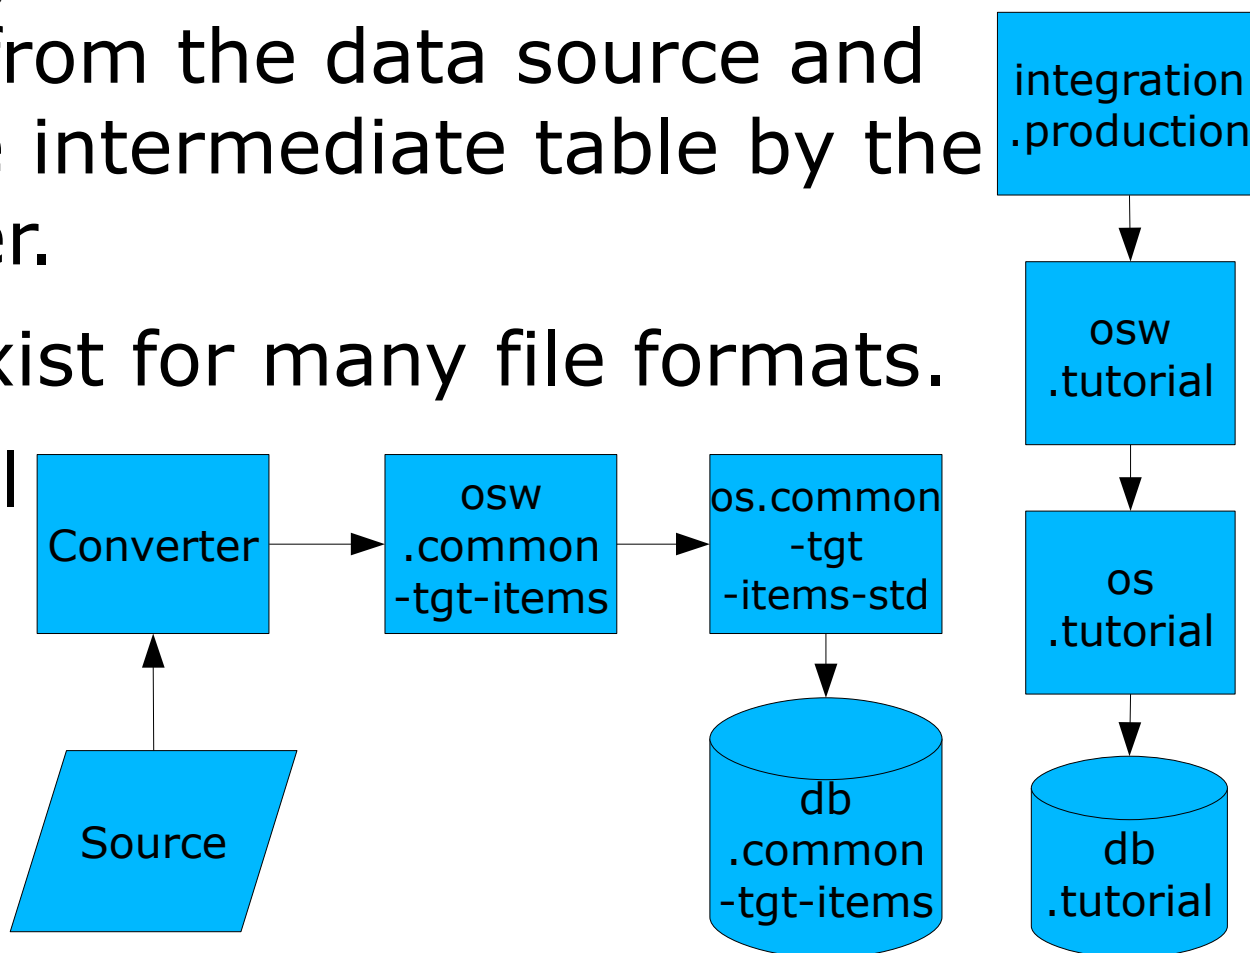 from the data source and
intermediate table by the
er.
xist for many file formats.
l
integration
.production
osw
.tutorial
os
.tutorial
db
.tutorial
Converter
osw
.common
-tgt-items
os.common
-tgt
-items-std
db
.common
-tgt-items
Source